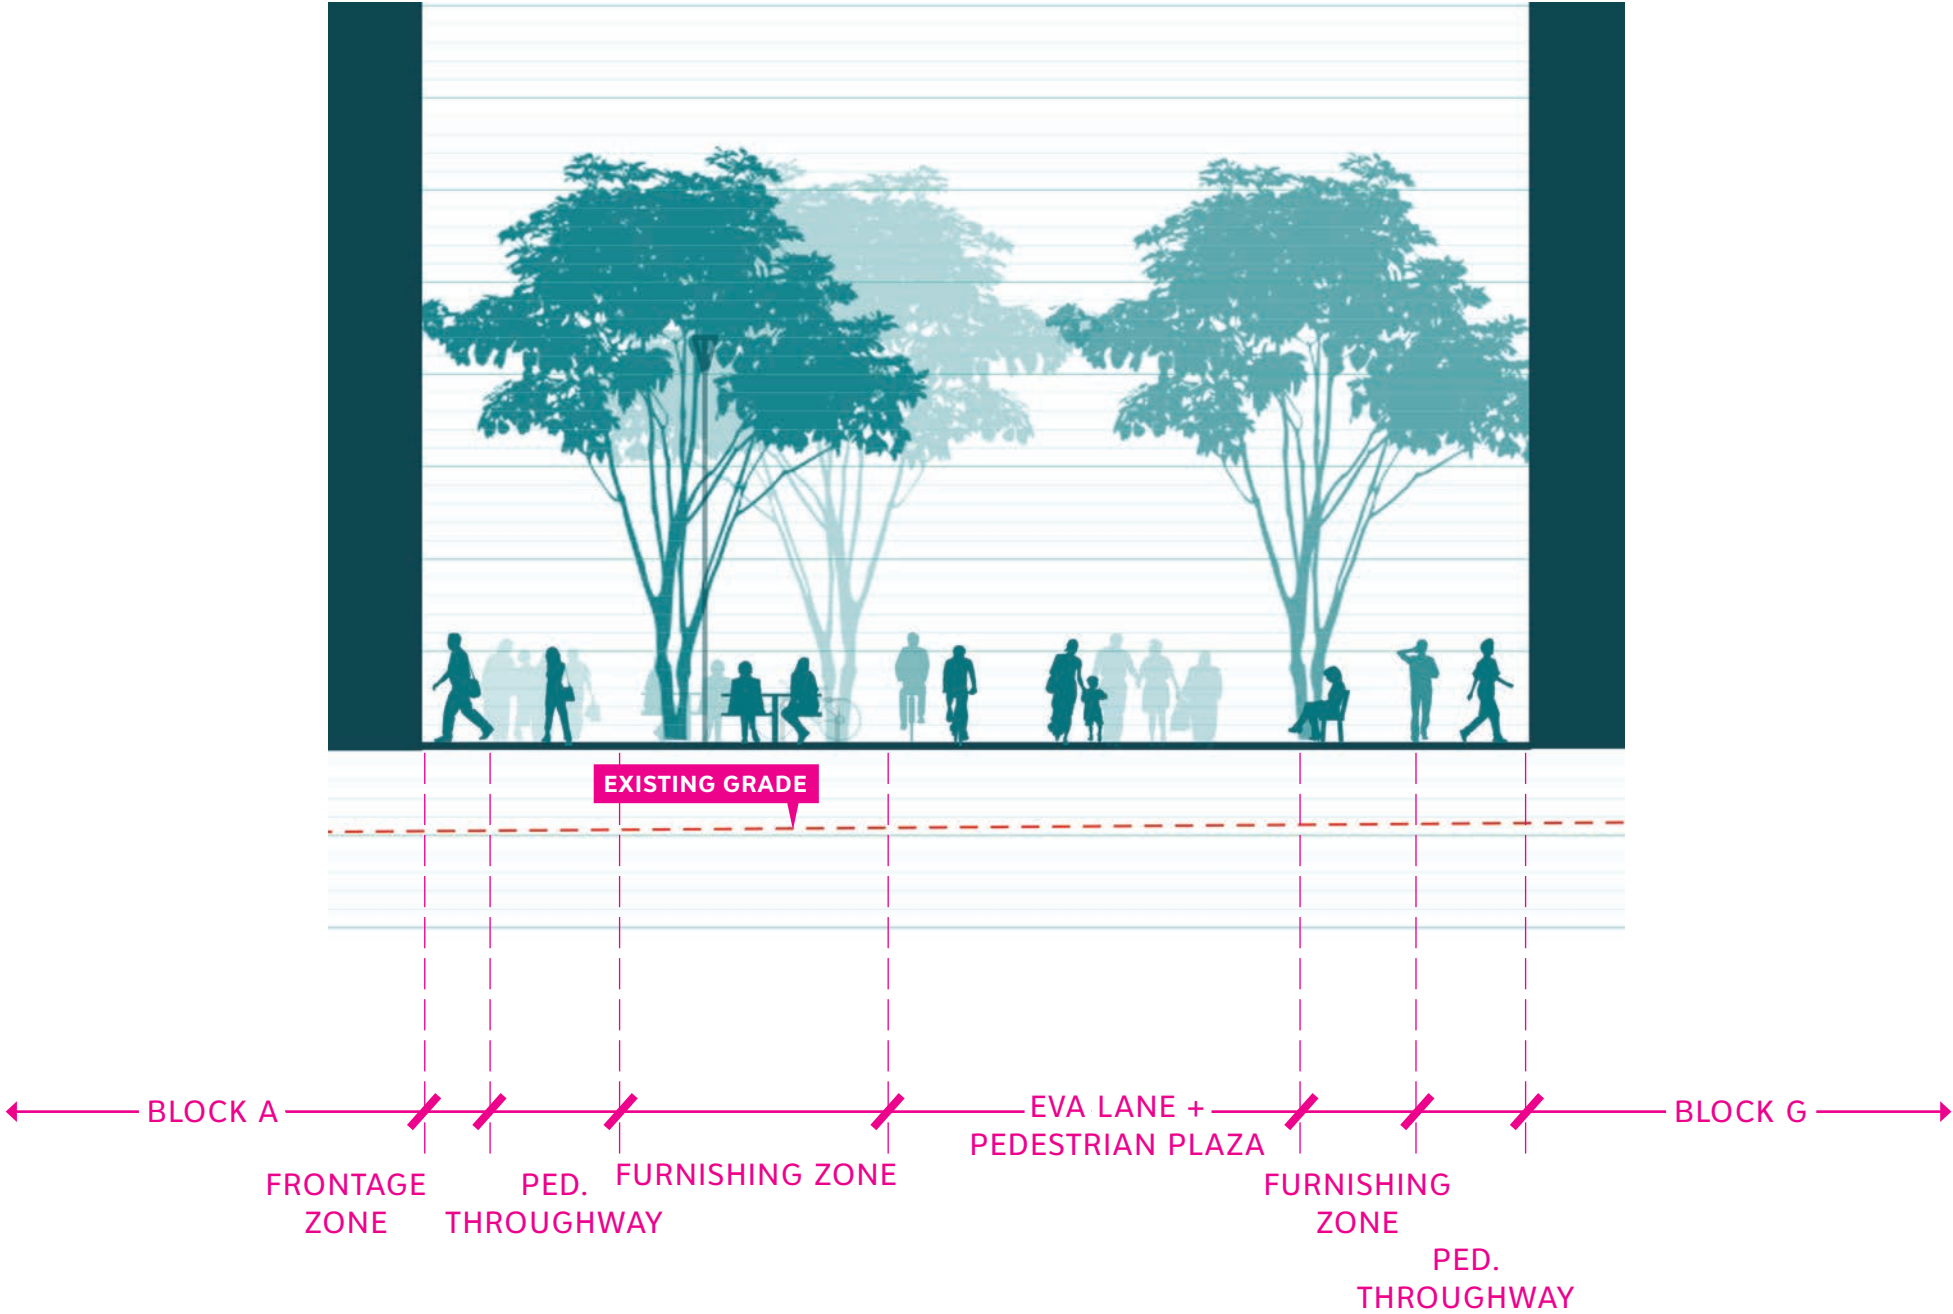 EXISTING GRADE
BLOCK A
EVA LANE +
PEDESTRIAN PLAZA
BLOCK G
FRONTAGE
ZONE
PED.
THROUGHWAY
FURNISHING ZONE
FURNISHING
ZONE
PED.
THROUGHWAY